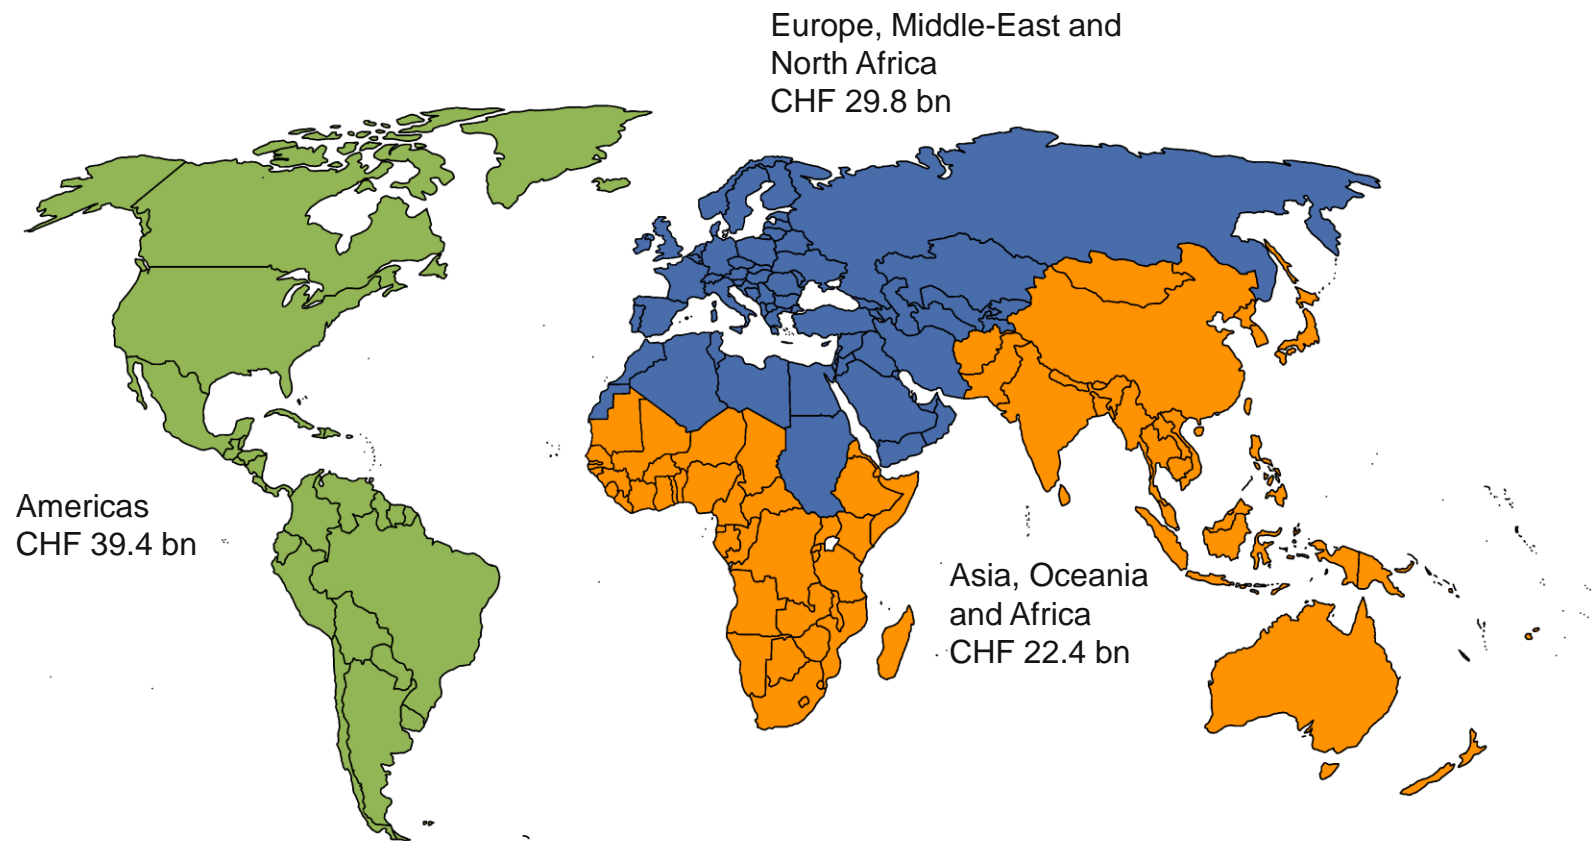 Europe, Middle-East and
North Africa
CHF 29.8 bn
Americas
CHF 39.4 bn
Asia, Oceania
and Africa
CHF 22.4 bn